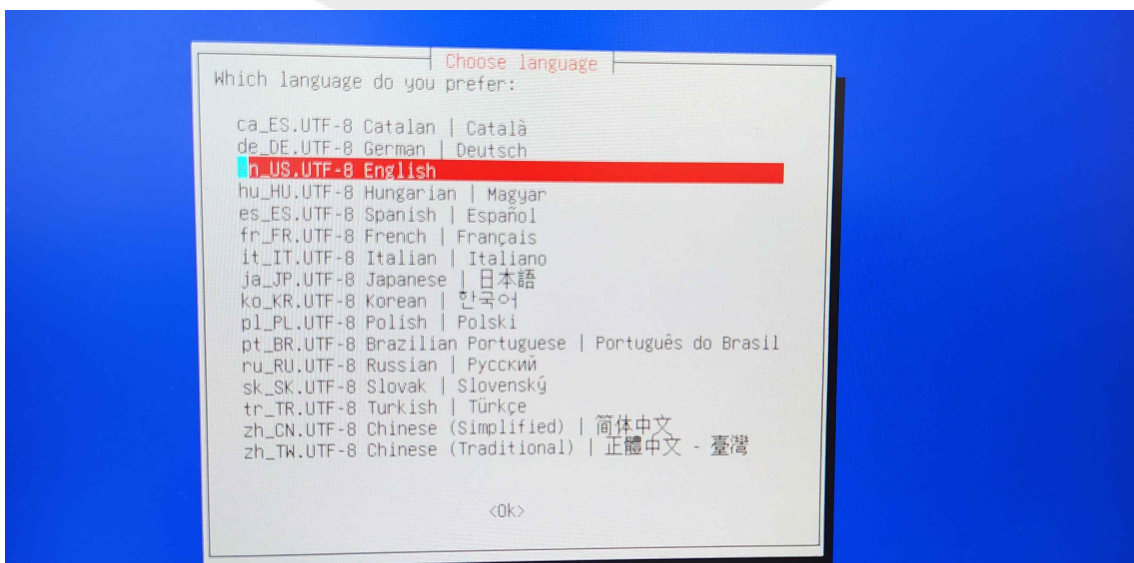 Choose language
Which language do you prefer:
ca_ES.UTF-8 Catalan | Català
de_DE.UTF-8 German | Deutsch
n_US.UTF-8 English
hu_HU.UTF-8 Hungarian | Magyar
es_ES.UTF-8 Spanish | Español
fr_FR.UTF-8 French | Français
it_IT.UTF-8 Italian | Italiano
ja_JP.UTF-8 Japanese | 日本語
ko_KR.UTF-8 Korean | 한국어
pl_PL.UTF-8 Polish | Polski
pt_BR.UTF-8 Brazilian Portuguese | Português do Brasil
ru_RU.UTF-8 Russian | Русский
sk_SK.UTF-8 Slovak | Slovenský
tr_TR.UTF-8 Turkish | Türkçe
zh_CN.UTF-8 Chinese (Simplified) | 简体中文
zh_TW.UTF-8 Chinese (Traditional) | 正體中文 - 臺灣
<Ok>